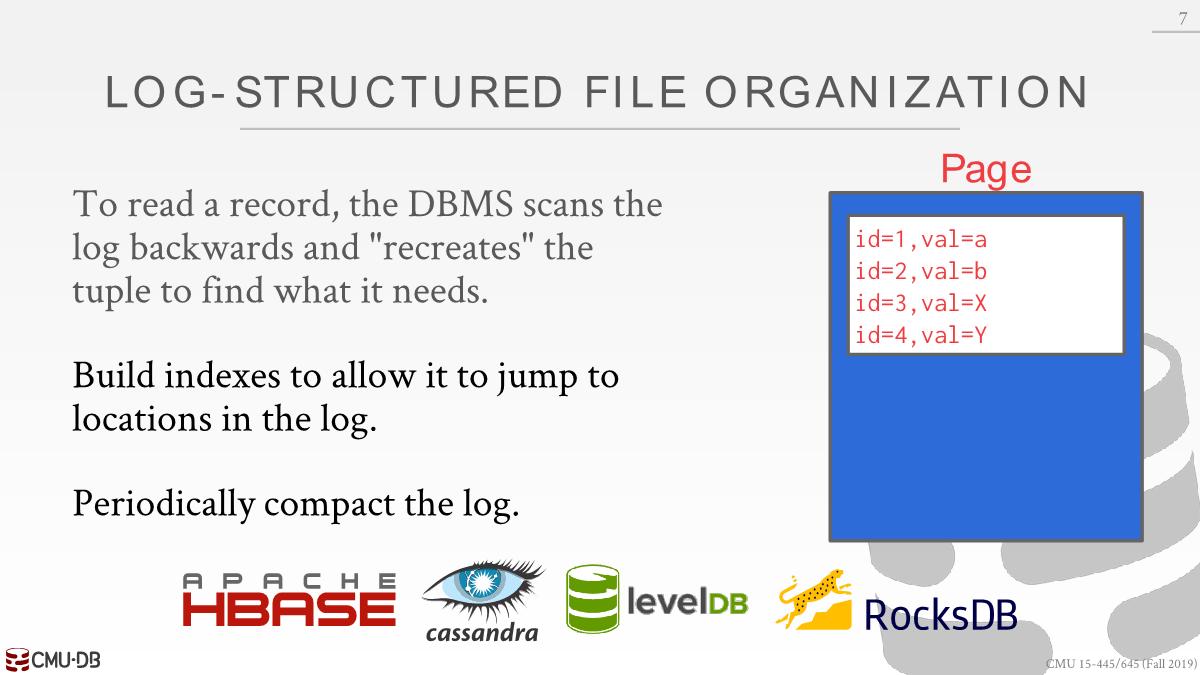 7
LOG-STRUCTURED FILE ORGANIZATION
To read a record, the DBMS scans the
log backwards and "recreates" the
tuple to find what it needs.
Build indexes to allow it to jump to
locations in the log.
Periodically compact the log.
Page
id=1,val=a
id=2,val=b
id=3,val=X
id=4,val=Y
APACHE
HBASE
cassandra
levelDB
RocksDB
CMU·DB
CMU 15-445/645 (Fall 2019)